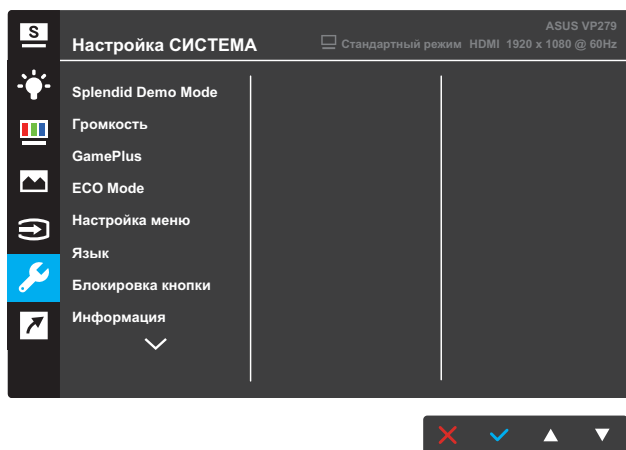 S
ASUS VP279
Настройка СИСТЕМА
Стандартный режим HDMI 1920 x 1080 @ 60Hz
Splendid Demo Mode
Громкость
GamePlus
ECO Mode
Настройка меню
Язык
Блокировка кнопки
Информация